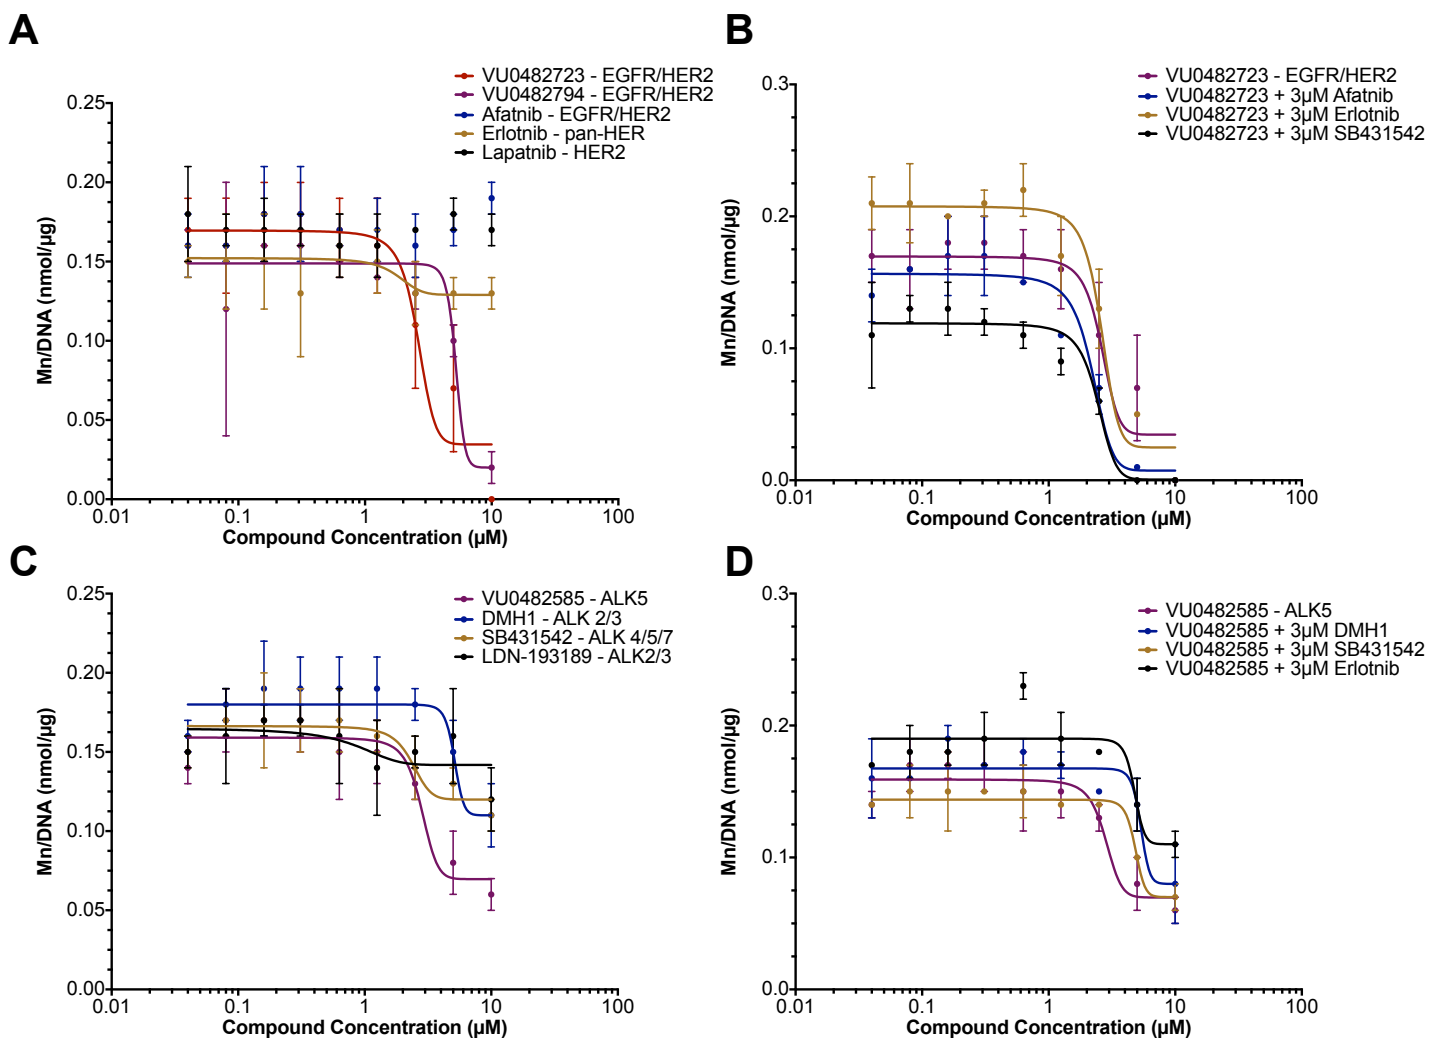 A
VU0482723 - EGFR/HER2
VU0482794 - EGFR/HER2
Afatnib - EGFR/HER2
Erlotnib - pan-HER
Lapatnib - HER2
0.25
0.20
0.15
0.10
0.05
0.00
Mn/DNA (nmol/µg)
0.01
0.1
1
10
100
Compound Concentration (µM)
B
VU0482723 - EGFR/HER2
VU0482723 + 3µM Afatnib
VU0482723 + 3µM Erlotnib
VU0482723 + 3µM SB431542
0.3
0.2
0.1
0.0
Mn/DNA (nmol/µg)
0.01
0.1
1
10
100
Compound Concentration (µM)
C
VU0482585 - ALK5
DMH1 - ALK 2/3
SB431542 - ALK 4/5/7
LDN-193189 - ALK2/3
0.25
0.20
0.15
0.10
0.05
0.00
Mn/DNA (nmol/µg)
0.01
0.1
1
10
100
Compound Concentration (µM)
D
VU0482585 - ALK5
VU0482585 + 3µM DMH1
VU0482585 + 3µM SB431542
VU0482585 + 3µM Erlotnib
0.3
0.2
0.1
0.0
Mn/DNA (nmol/µg)
0.01
0.1
1
10
100
Compound Concentration (µM)